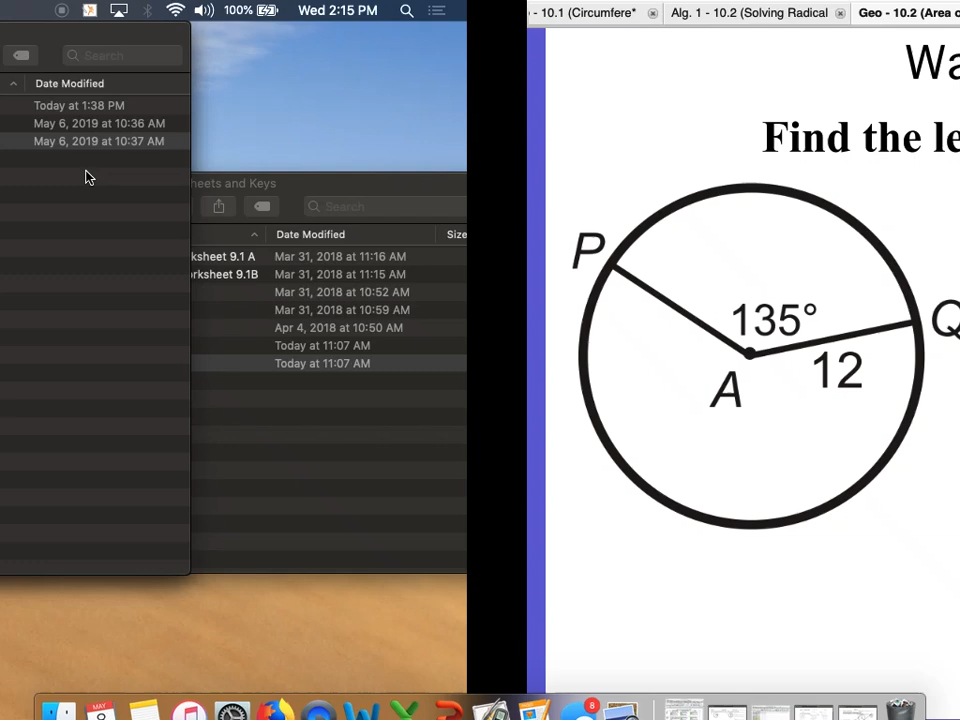 100% Wed 2:15 PM
Search
Date Modified
Today at 1:38 PM
May 6, 2019 at 10:36 AM
May 6, 2019 at 10:37 AM
heets and Keys
Search
Date Modified Size
ksheet 9.1 A Mar 31, 2018 at 11:16 AM
orksheet 9.1B Mar 31, 2018 at 11:15 AM
Mar 31, 2018 at 10:52 AM
Mar 31, 2018 at 10:59 AM
Apr 4, 2018 at 10:50 AM
Today at 11:07 AM
Today at 11:07 AM
- 10.1 (Circumfere* Alg. 1 - 10.2 (Solving Radical Geo - 10.2 (Area o
Wa
Find the le
P
135°
Q
12
A
MAY
8